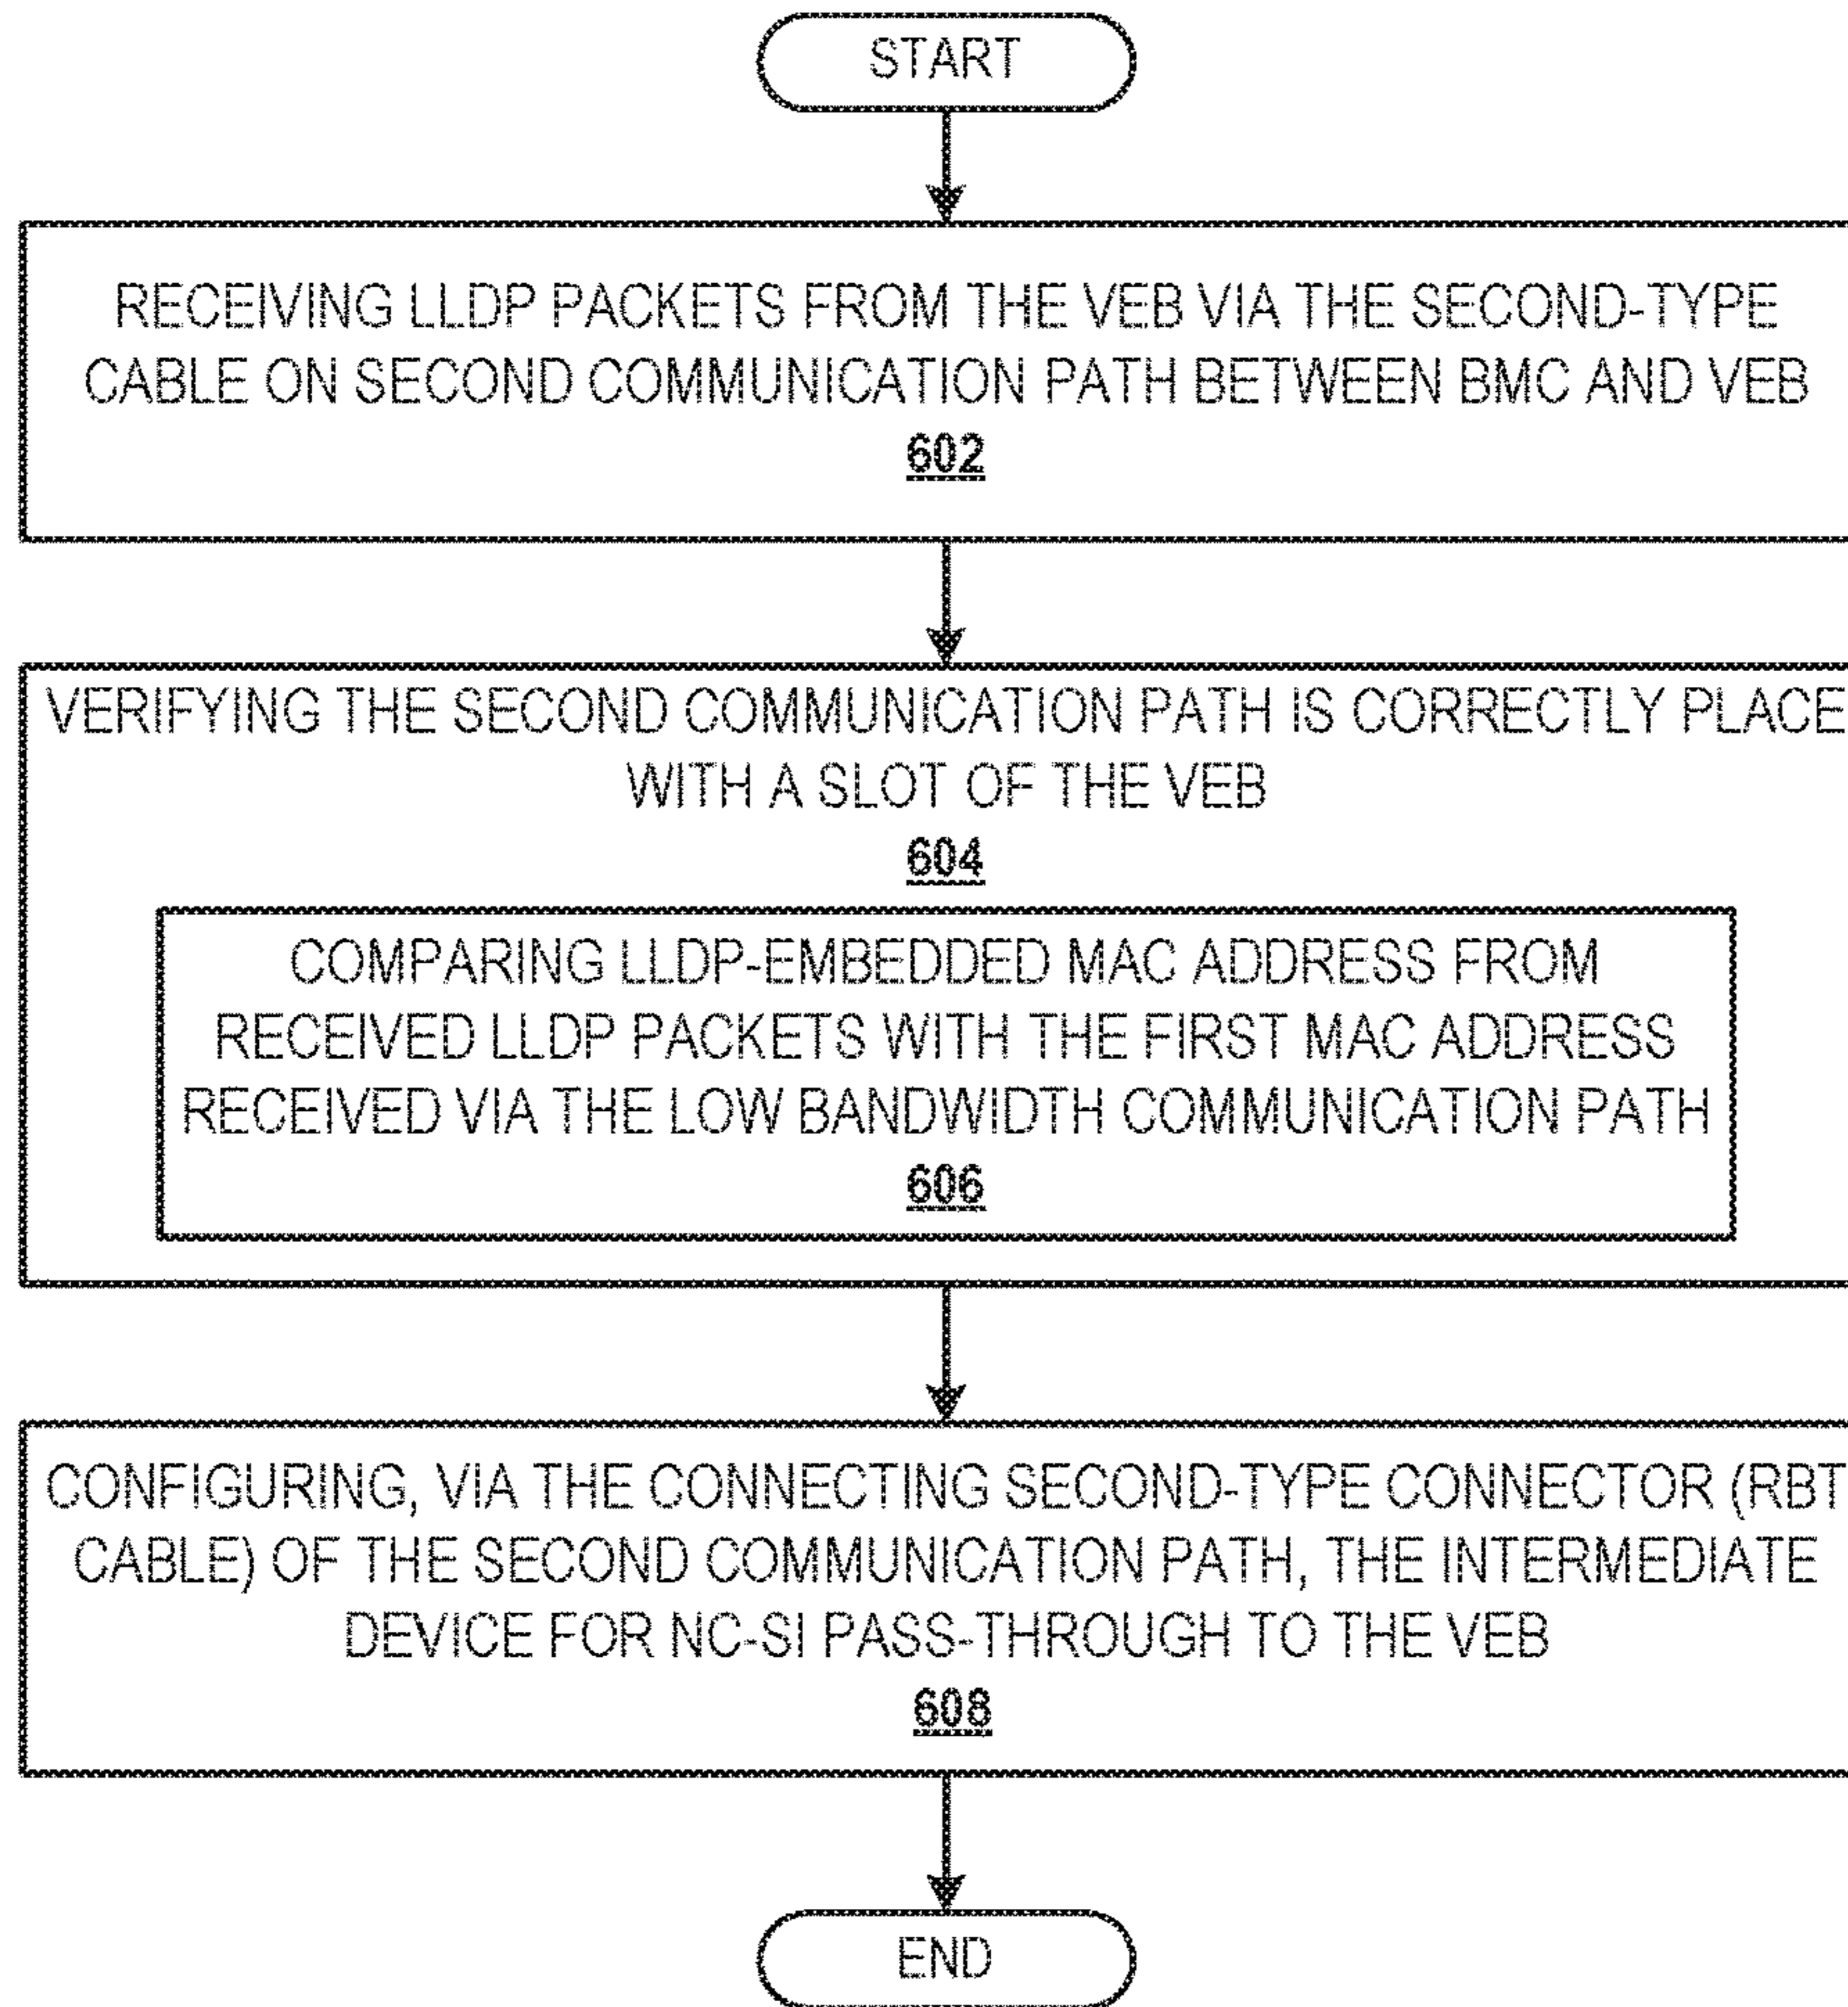 START
RECEIVING LLDP PACKETS FROM THE VEB VIA THE SECOND-TYPE
CABLE ON SECOND COMMUNICATION PATH BETWEEN BMC AND VEB
602
VERIFYING THE SECOND COMMUNICATION PATH IS CORRECTLY PLACE
WITH A SLOT OF THE VEB
604
COMPARING LLDP-EMBEDDED MAC ADDRESS FROM
RECEIVED LLDP PACKETS WITH THE FIRST MAC ADDRESS
RECEIVED VIA THE LOW BANDWIDTH COMMUNICATION PATH
606
CONFIGURING, VIA THE CONNECTING SECOND-TYPE CONNECTOR (RBT
CABLE) OF THE SECOND COMMUNICATION PATH, THE INTERMEDIATE
DEVICE FOR NC-SI PASS-THROUGH TO THE VEB
608
END